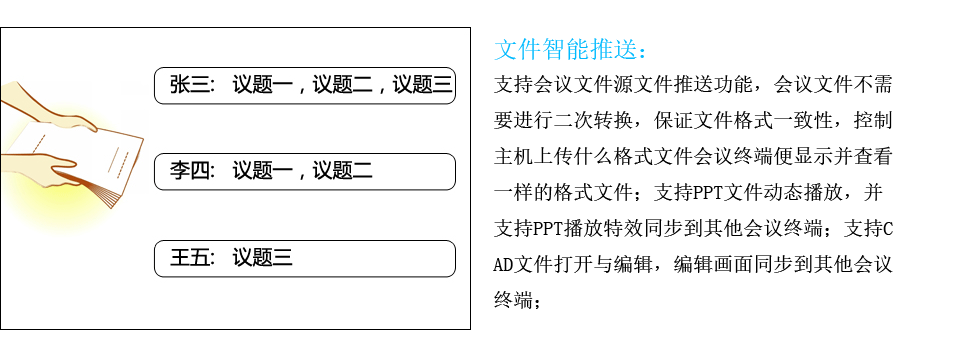 张三: 议题一，议题二，议题三
李四: 议题一，议题二
王五: 议题三
文件智能推送：
支持会议文件源文件推送功能，会议文件不需
要进行二次转换，保证文件格式一致性，控制
主机上传什么格式文件会议终端便显示并查看
一样的格式文件；支持PPT文件动态播放，并
支持PPT播放特效同步到其他会议终端；支持C
AD文件打开与编辑，编辑画面同步到其他会议
终端；